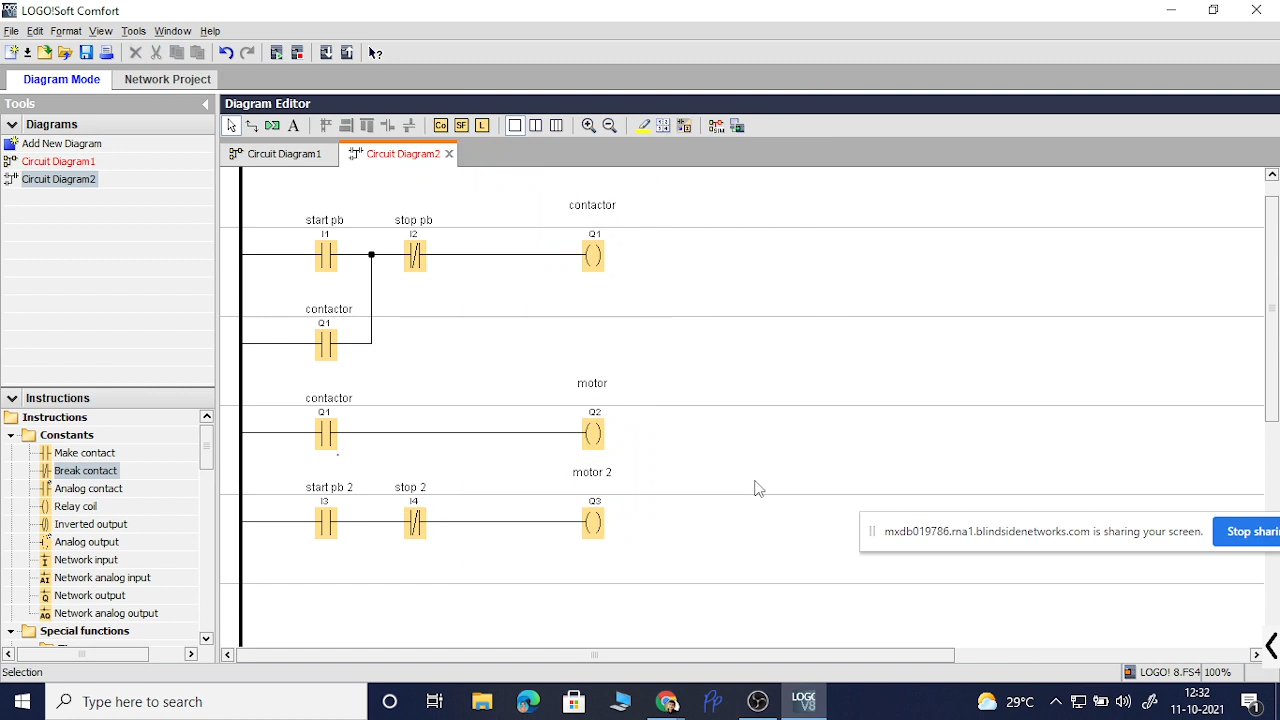 LOGO!Soft Comfort
File Edit Format View Tools Window Help
Diagram Mode Network Project
Tools
Diagrams
Add New Diagram
Circuit Diagram1
Circuit Diagram2
Instructions
Instructions
Constants
Make contact
Break contact
Analog contact
Relay coil
Inverted output
Analog output
Network input
Network analog input
Network output
Network analog output
Special functions
Diagram Editor
A Co SF L
Circuit Diagram1 Circuit Diagram2
contactor
start pb stop pb
I1 I2 Q1
contactor
Q1
motor
contactor
Q1 Q2
motor 2
start pb 2 stop 2
I3 I4 Q3
mxdb019786.rna1.blindsidenetworks.com is sharing your screen. Stop shari
Selection LOGO! 8.FS4 100%
Type here to search 29°C 12:32
11-10-2021